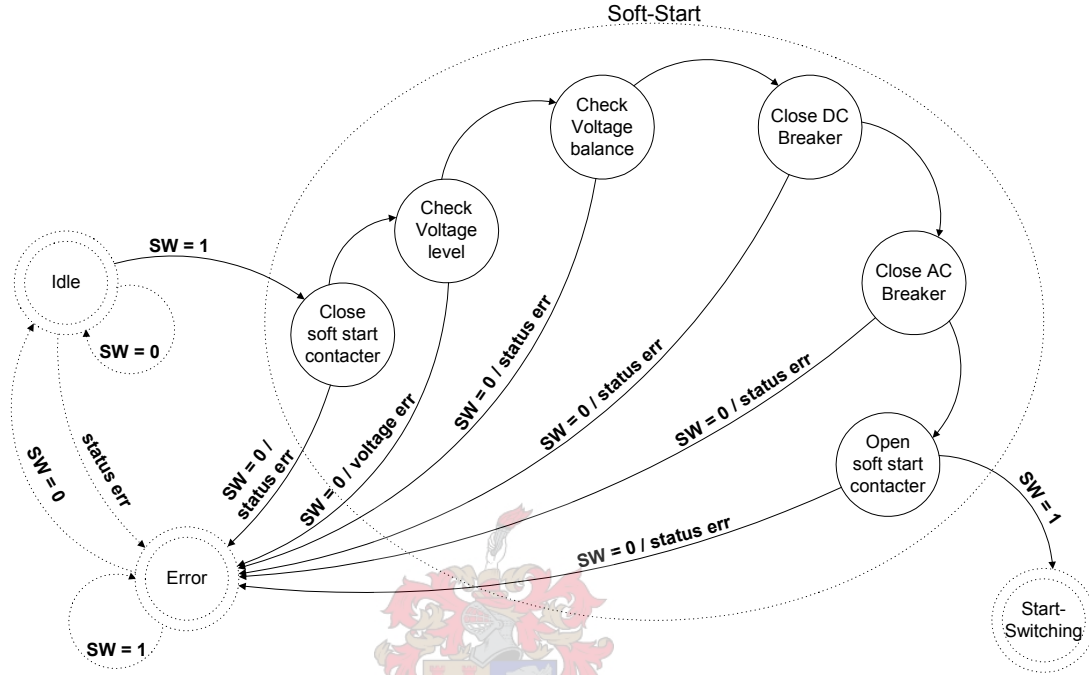 Soft-Start
Check
Voltage
balance
Close DC
Breaker
Check
Voltage
level
SW = 1
Idle
Close AC
Breaker
Close
soft start
contacter
SW = 0
SW = 0 / status err
SW = 0 / status err
SW = 0 / status err
SW = 0 / voltage err
SW = 0 /
status err
status err
SW = 0
Open
soft start
contacter
SW = 1
SW = 0 / status err
Error
SW = 1
Start-
Switching